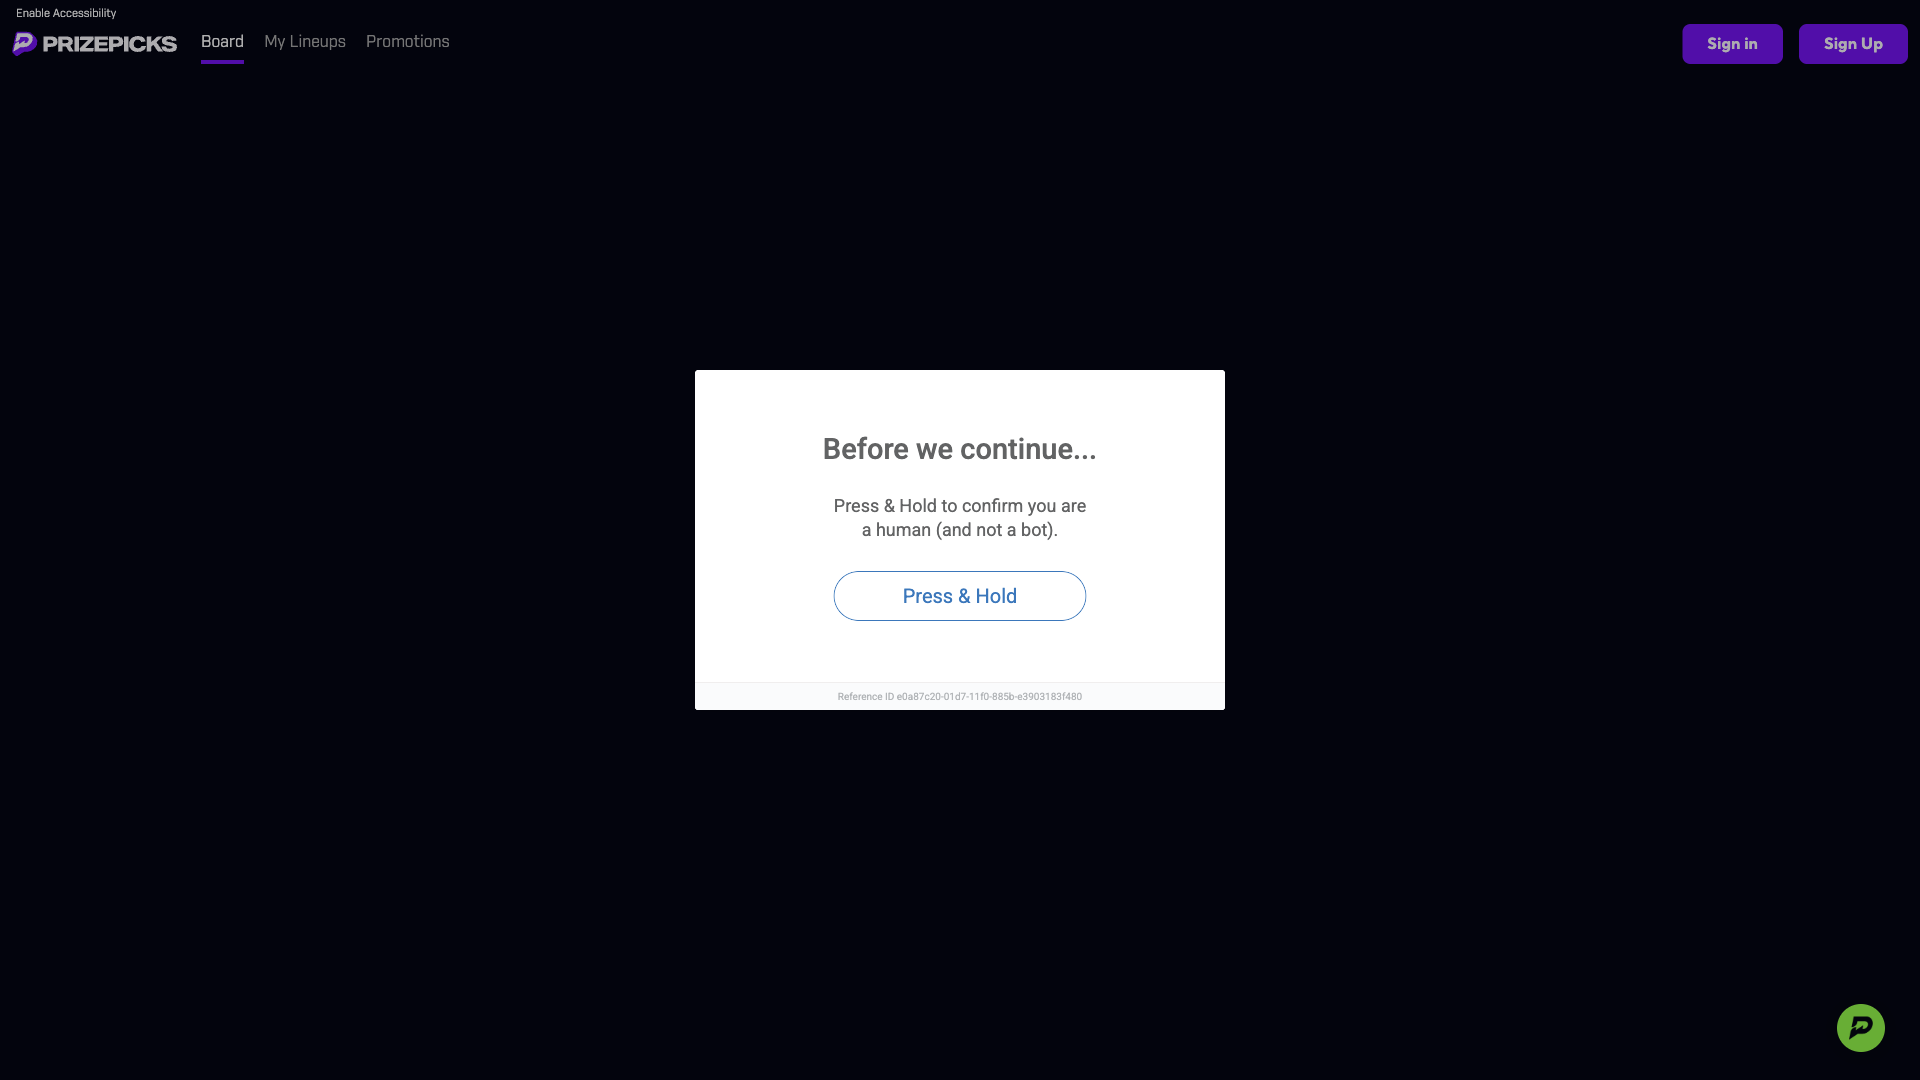 Enable Accessibility
PRIZEPICKS
Board
My Lineups
Promotions
Sign in
Sign Up
Before we continue...
Press & Hold to confirm you are
a human (and not a bot).
Press & Hold
Reference ID e0a87c20-01d7-11f0-885b-e3903183f480